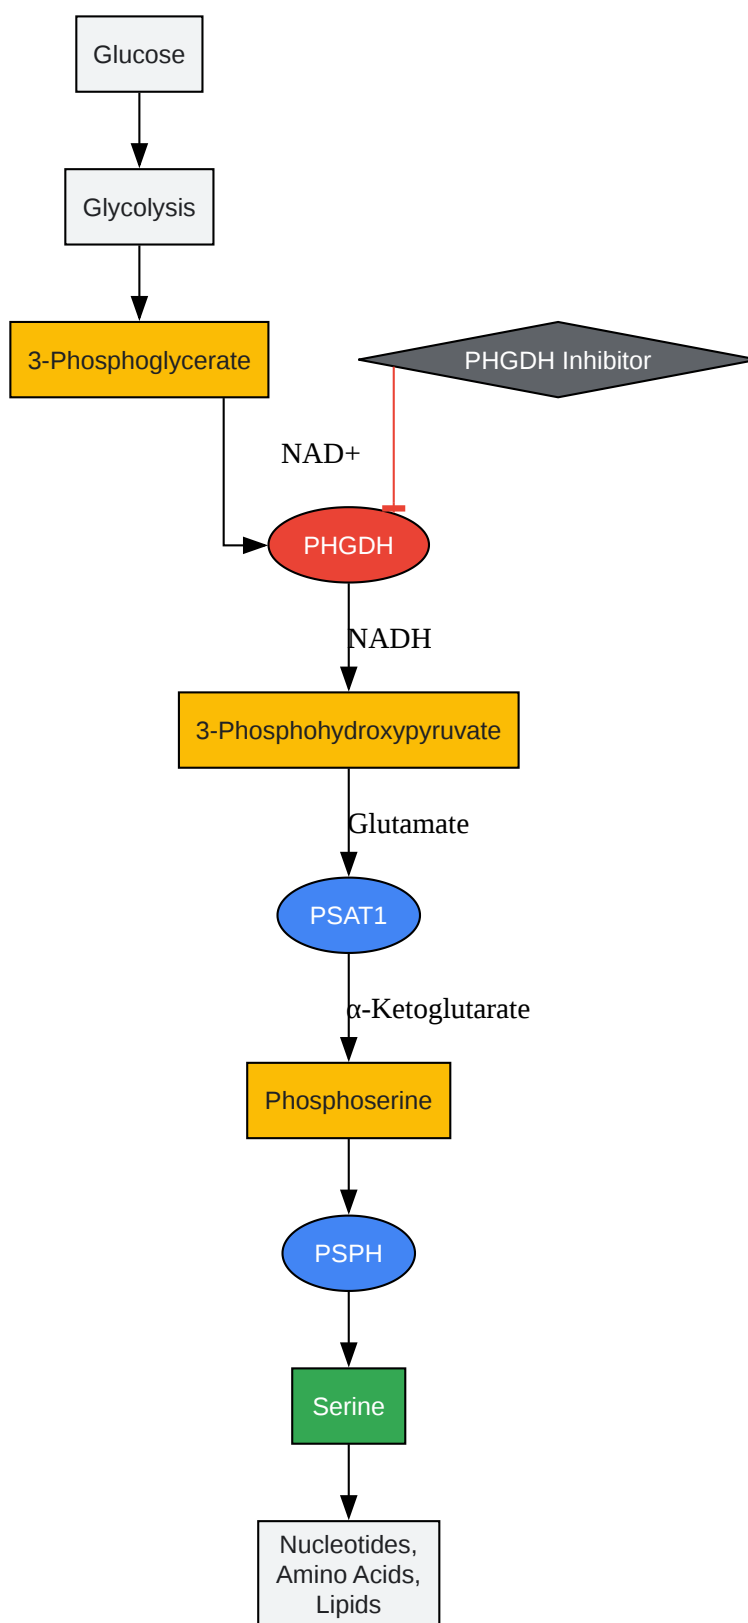 Glucose
Glycolysis
3-Phosphoglycerate
PHGDH Inhibitor
NAD+
PHGDH
NADH
3-Phosphohydroxypyruvate
Glutamate
PSAT1
α-Ketoglutarate
Phosphoserine
PSPH
Serine
Nucleotides,
Amino Acids,
Lipids